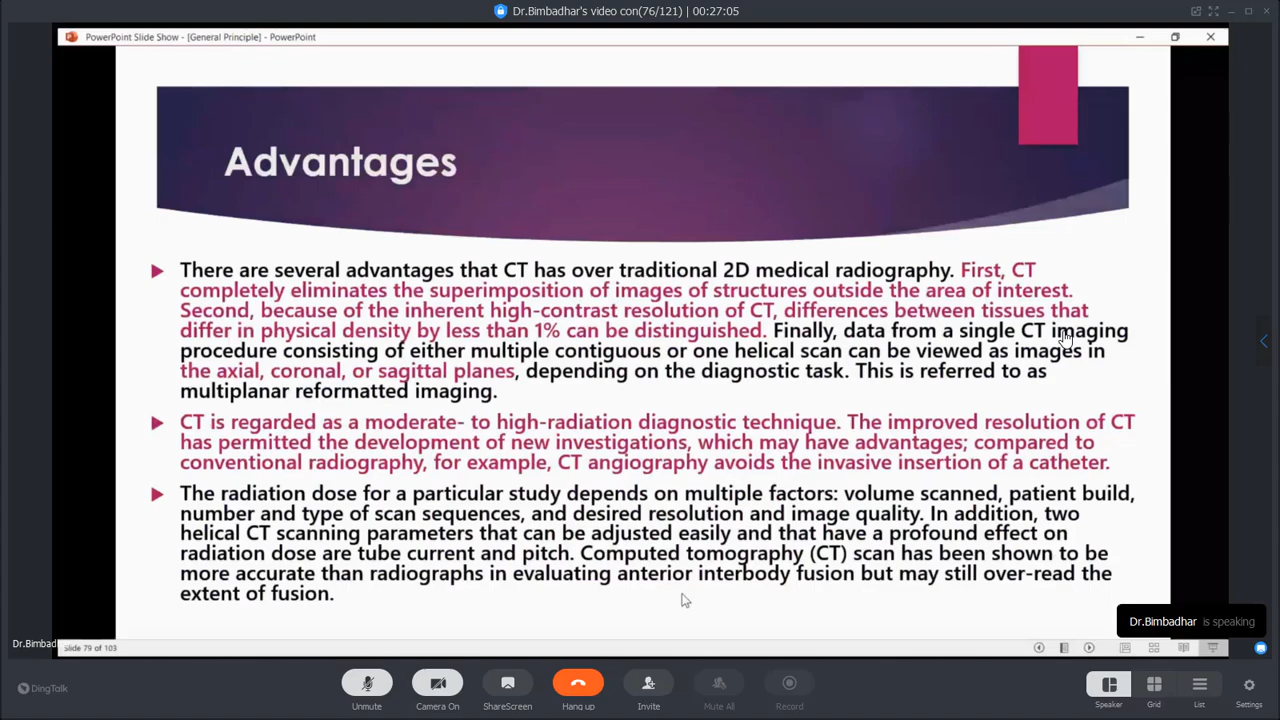 Dr.Bimbadhar's video con(76/121) | 00:27:05
PowerPoint Slide Show - [General Principle] - PowerPoint
Advantages
There are several advantages that CT has over traditional 2D medical radiography. First, CT
completely eliminates the superimposition of images of structures outside the area of interest.
Second, because of the inherent high-contrast resolution of CT, differences between tissues that
differ in physical density by less than 1% can be distinguished. Finally, data from a single CT imaging
procedure consisting of either multiple contiguous or one helical scan can be viewed as images in
the axial, coronal, or sagittal planes, depending on the diagnostic task. This is referred to as
multiplanar reformatted imaging.
CT is regarded as a moderate- to high-radiation diagnostic technique. The improved resolution of CT
has permitted the development of new investigations, which may have advantages; compared to
conventional radiography, for example, CT angiography avoids the invasive insertion of a catheter.
The radiation dose for a particular study depends on multiple factors: volume scanned, patient build,
number and type of scan sequences, and desired resolution and image quality. In addition, two
helical CT scanning parameters that can be adjusted easily and that have a profound effect on
radiation dose are tube current and pitch. Computed tomography (CT) scan has been shown to be
more accurate than radiographs in evaluating anterior interbody fusion but may still over-read the
extent of fusion.
Dr.Bimbadhar is speaking
Dr.Bimbad
Slide 79 of 103
DingTalk
Unmute
Camera On
ShareScreen
Hang up
Invite
Mute All
Record
Speaker
Grid
List
Settings